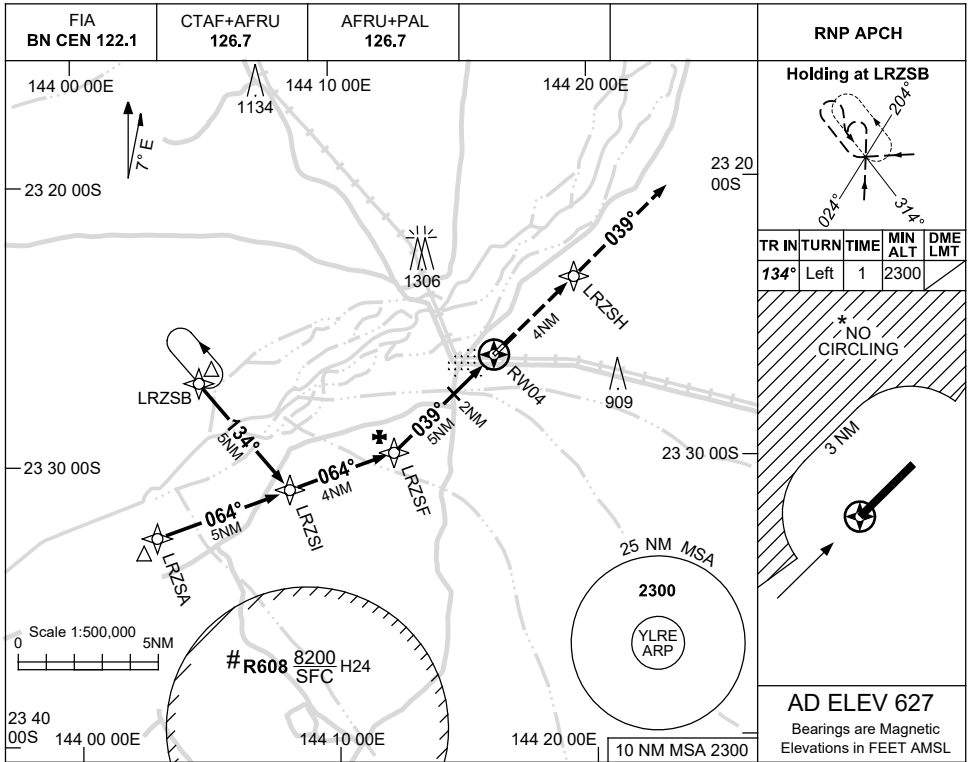 FIA
BN CEN 122.1
CTAF+AFRU
126.7
AFRU+PAL
126.7
RNP APCH
144 00 00E
144 10 00E
144 20 00E
1134
7° E
23 20 00S
23 20
00S
1306
039°
LRZSH
4NM
RW04
909
LRZSB
134°
5NM
039°
5NM
2NM
064°
4NM
LRZSF
23 30 00S
23 30 00S
064°
5NM
LRZSI
LRZSA
Scale 1:500,000
0
5NM
# R608 8200 H24
SFC
25 NM MSA
2300
YLRE
ARP
23 40
00S
144 00 00E
144 10 00E
144 20 00E
10 NM MSA 2300
Holding at LRZSB
204°
024°
314°
TR IN
TURN
TIME
MIN
ALT
DME
LMT
134°
Left
1
2300
*NO
CIRCLING
3 NM
AD ELEV 627
Bearings are Magnetic
Elevations in FEET AMSL